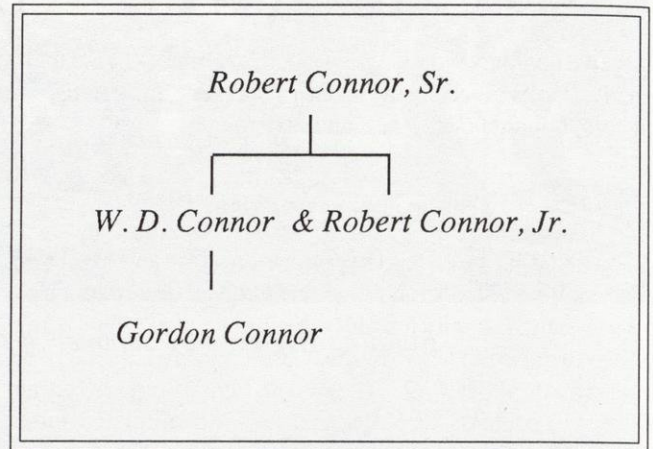 Robert Connor, Sr.
W. D. Connor & Robert Connor, Jr.
Gordon Connor